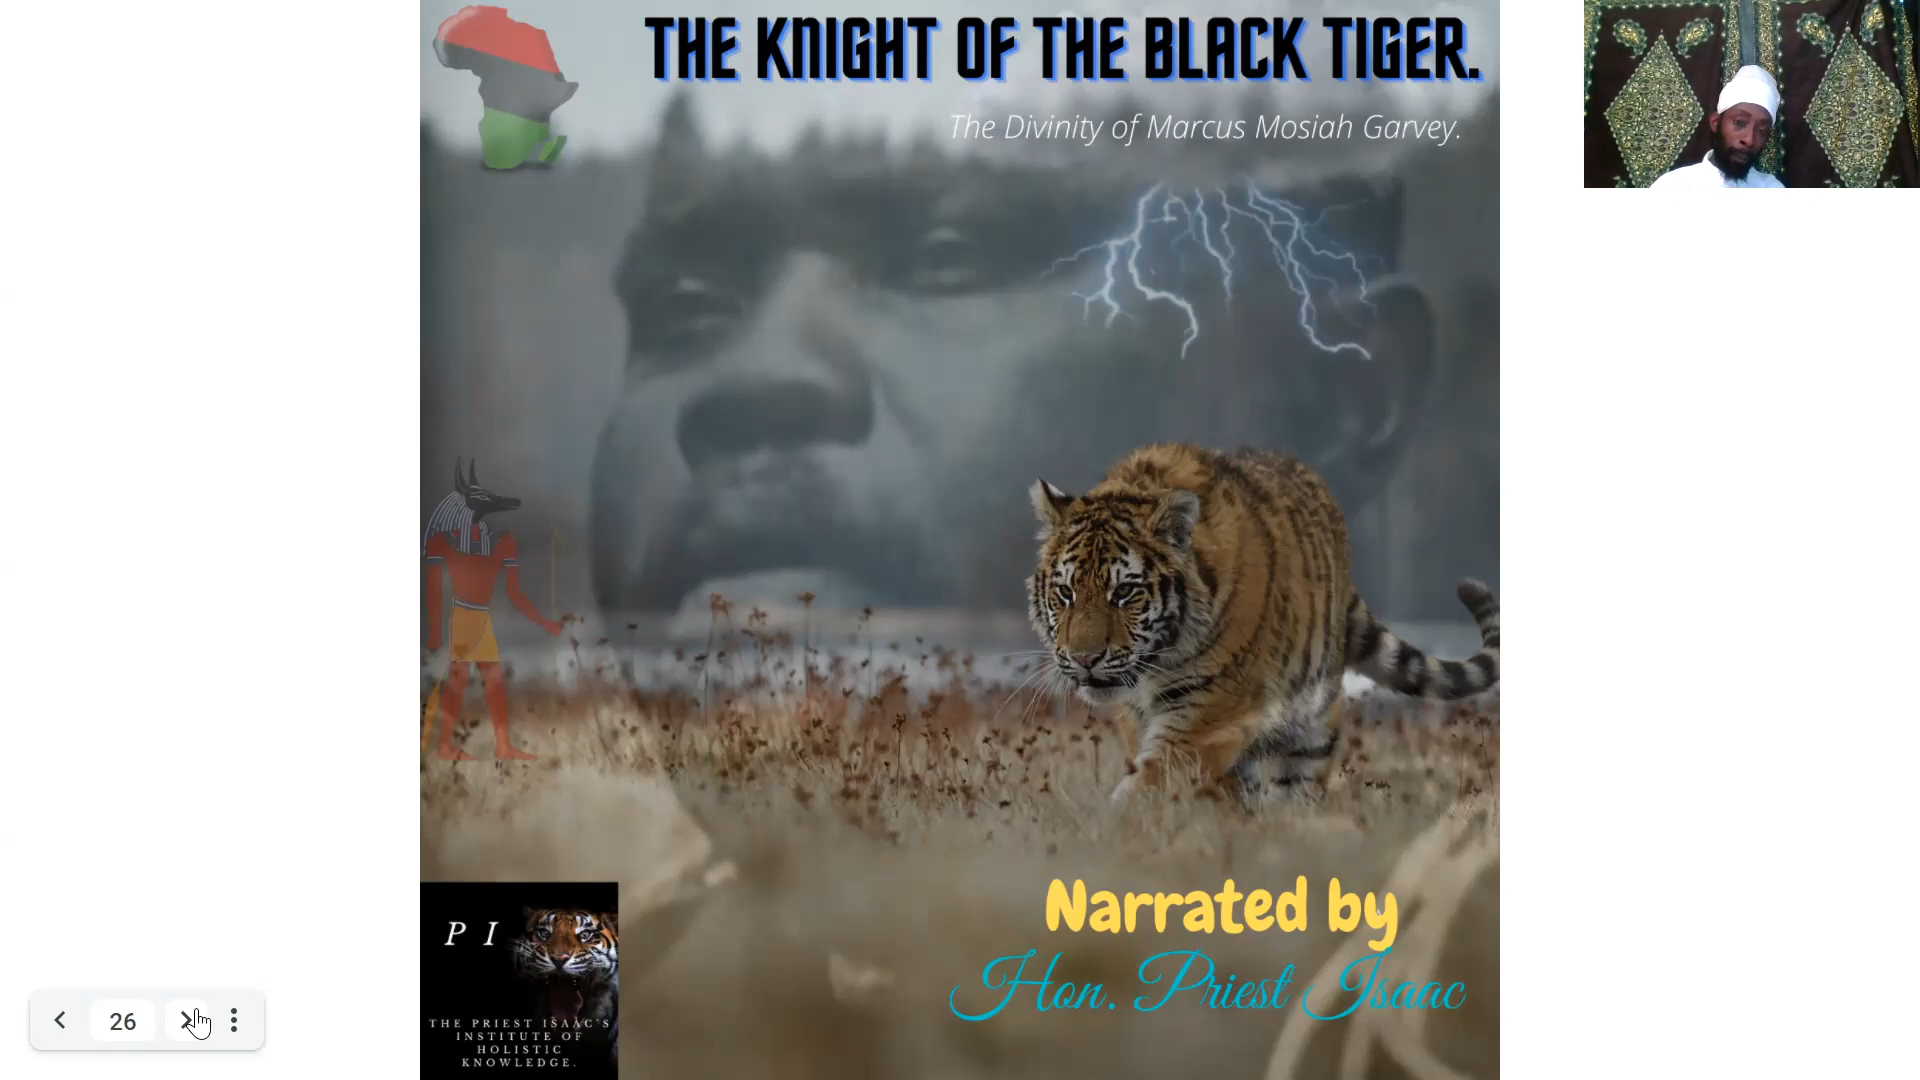 THE KNIGHT OF THE BLACK TIGER.
The Divinity of Marcus Mosiah Garvey.
Narrated by
Hon. Priest Isaac
P I
THE PRIEST ISAAC'S
INSTITUTE OF
HOLISTIC
KNOWLEDGE.
26